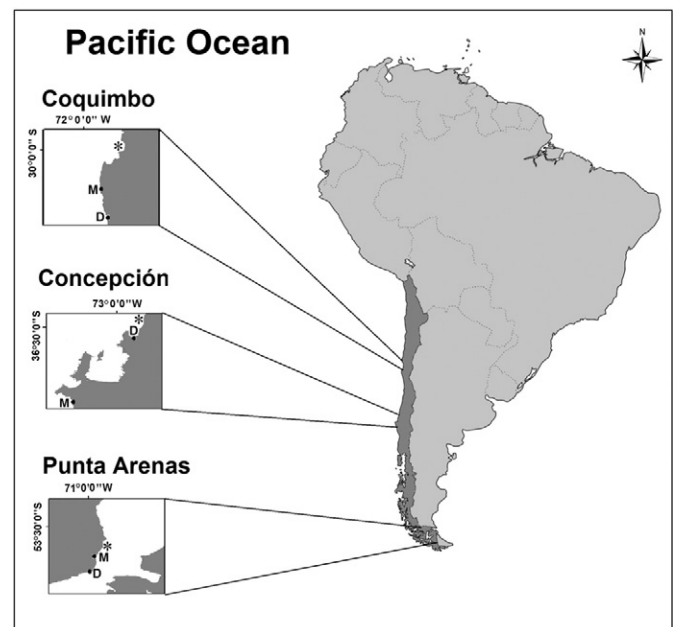 Pacific Ocean
N
Coquimbo
72°0'0" W
30°0'0" S
*
M
D
Concepción
73°0'0" W
36°30'0" S
*
D
M
Punta Arenas
71°0'0"W
53°30'0" S
*
M
D